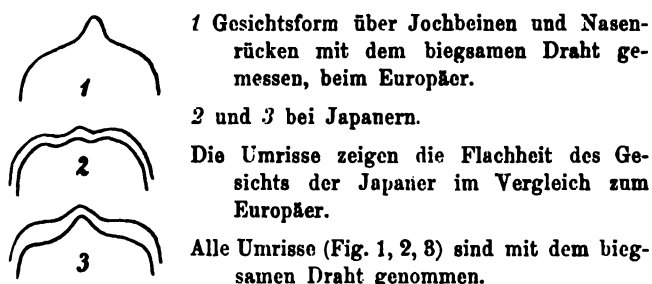 1 Gesichtsform über Jochbeinen und Nasen-
rücken mit dem biegsamen Draht ge-
messen, beim Europäer.
2 und 3 bei Japanern.
Die Umrisse zeigen die Flachheit des Ge-
sichts der Japaner im Vergleich zum
Europäer.
Alle Umrisse (Fig. 1, 2, 3) sind mit dem bieg-
samen Draht genommen.
1
2
3